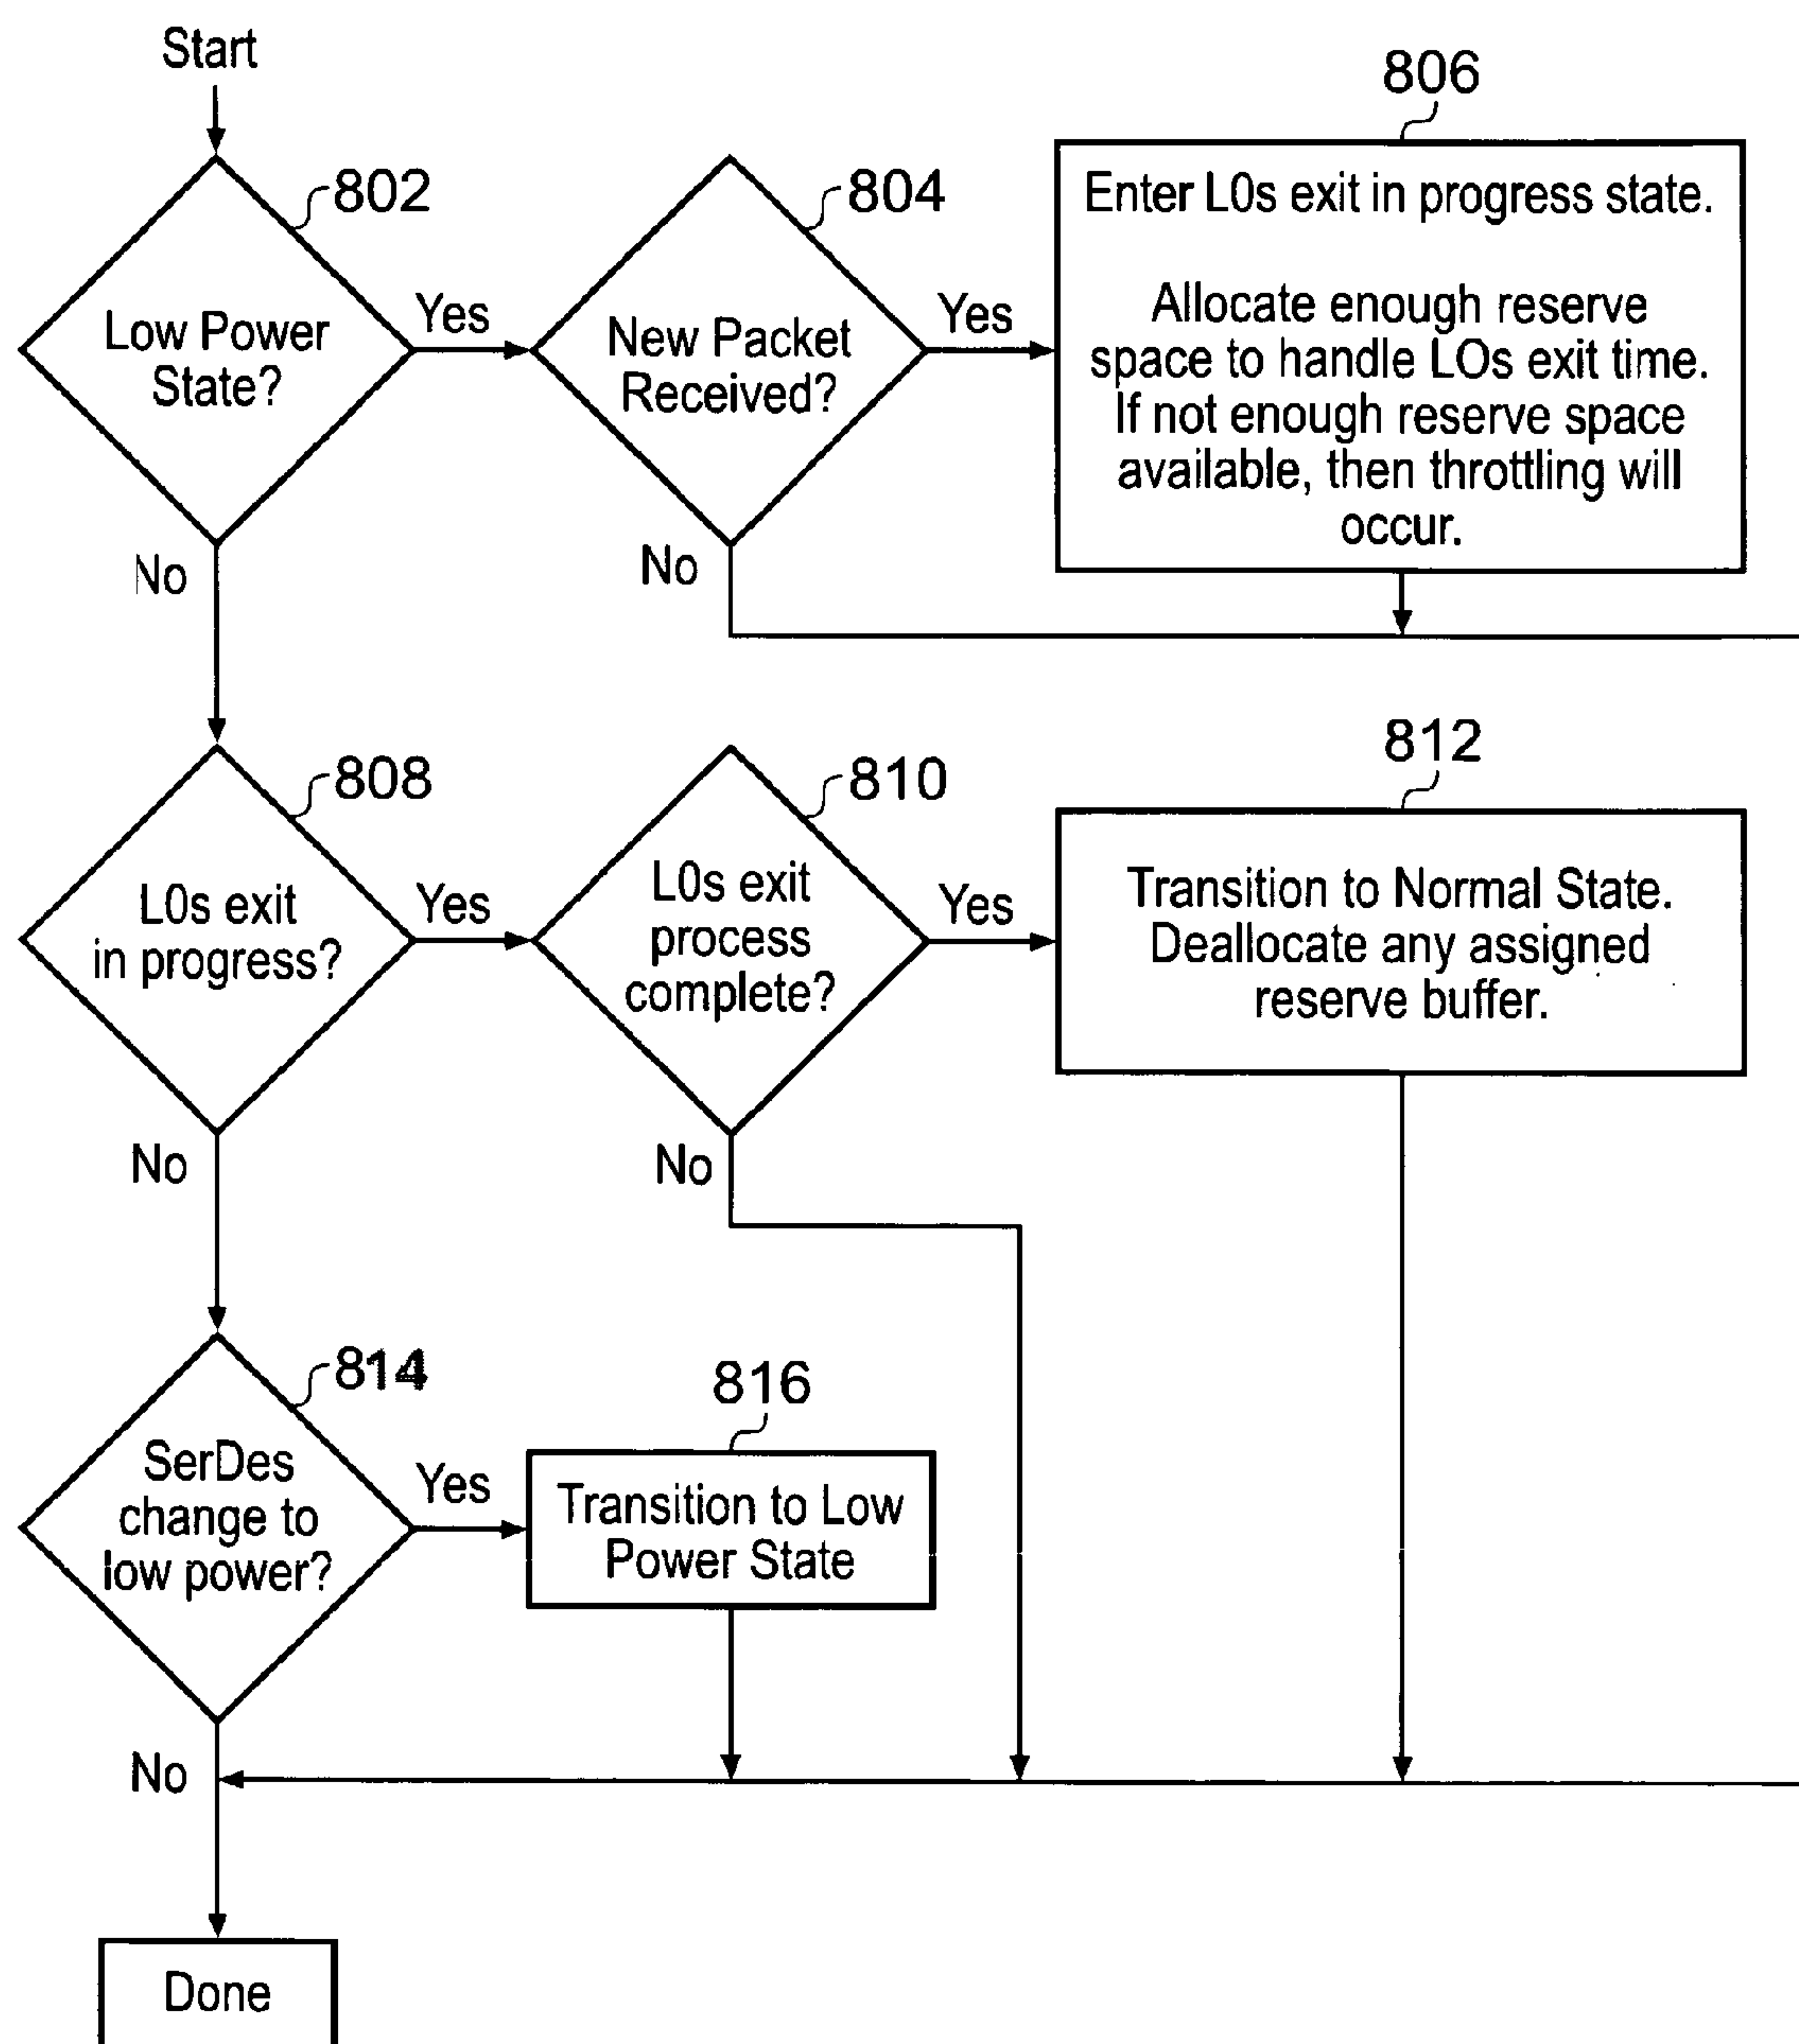 Start
802
Low Power
State?
Yes
No
804
New Packet
Received?
Yes
No
806
Enter L0s exit in progress state.
Allocate enough reserve
space to handle LOs exit time.
If not enough reserve space
available, then throttling will
occur.
808
L0s exit
in progress?
Yes
No
810
L0s exit
process
complete?
Yes
No
812
Transition to Normal State.
Deallocate any assigned
reserve buffer.
814
SerDes
change to
low power?
Yes
No
816
Transition to Low
Power State
Done